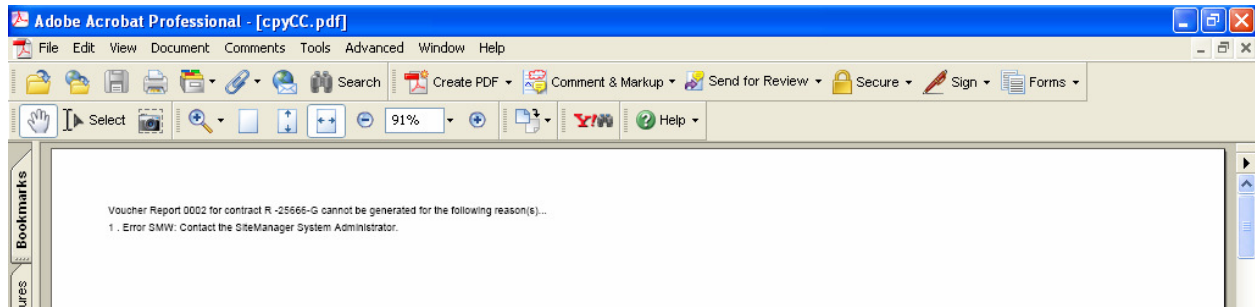 Adobe Acrobat Professional - [cpyCC.pdf]
File Edit View Document Comments Tools Advanced Window Help
Search Create PDF Comment & Markup Send for Review Secure Sign Forms
Select 91% Y! Help
Bookmarks
Voucher Report 0002 for contract R -25666-G cannot be generated for the following reason(s)...
1 . Error SMW: Contact the SiteManager System Administrator.
ures